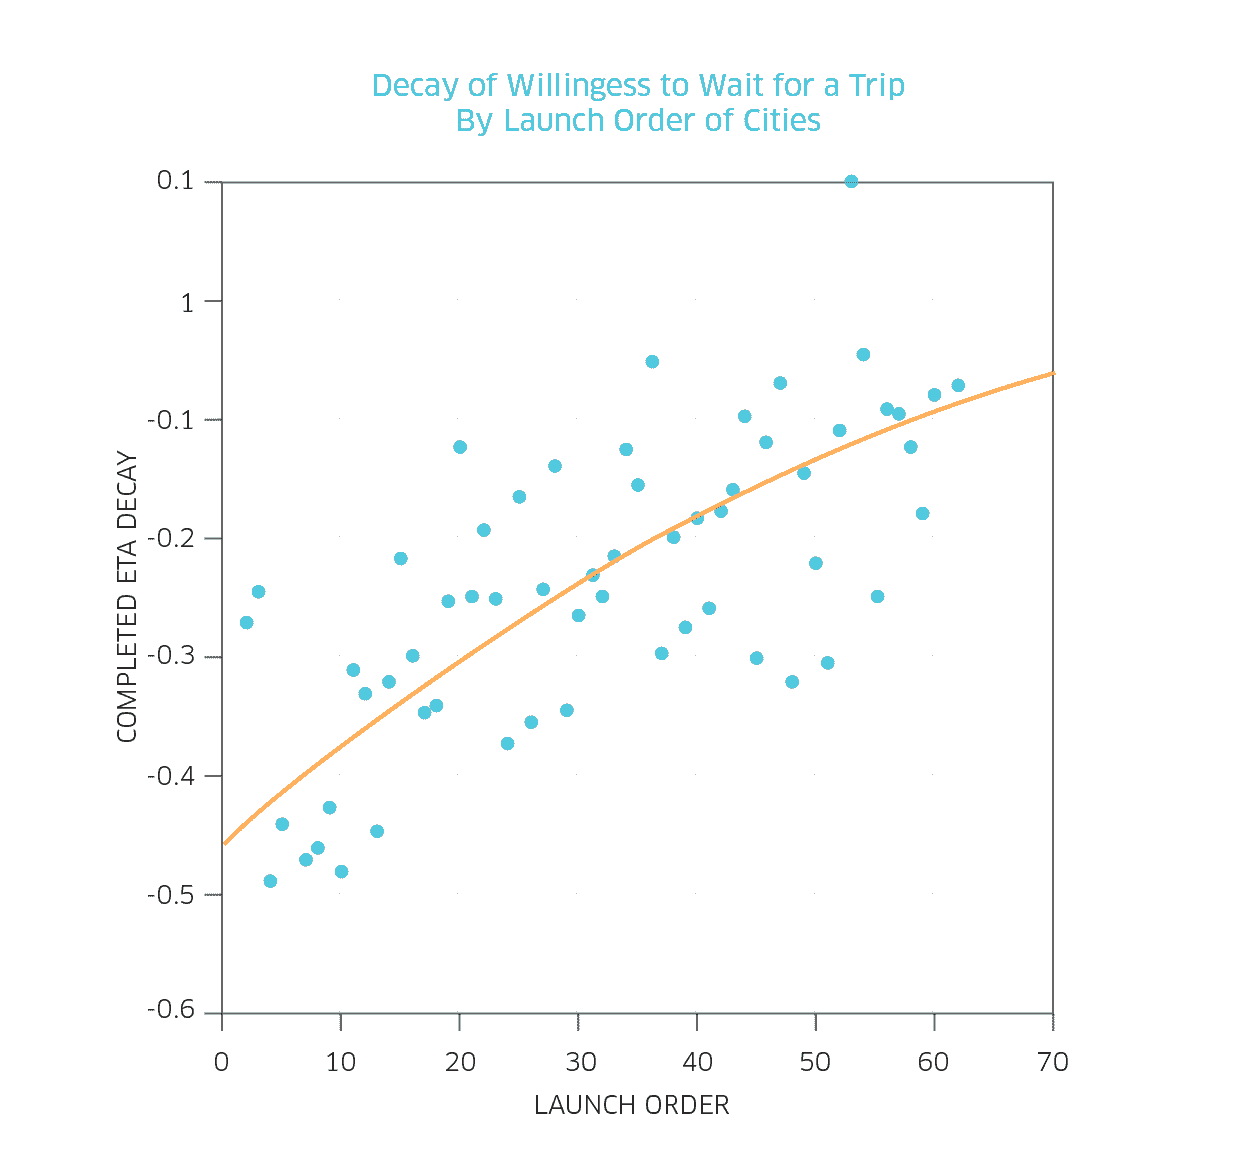 Decay of Willingess to Wait for a Trip
By Launch Order of Cities
0.1
1
-0.1
-0.2
-0.3
-0.4
-0.5
-0.6
COMPLETED ETA DECAY
0 10 20 30 40 50 60 70
LAUNCH ORDER